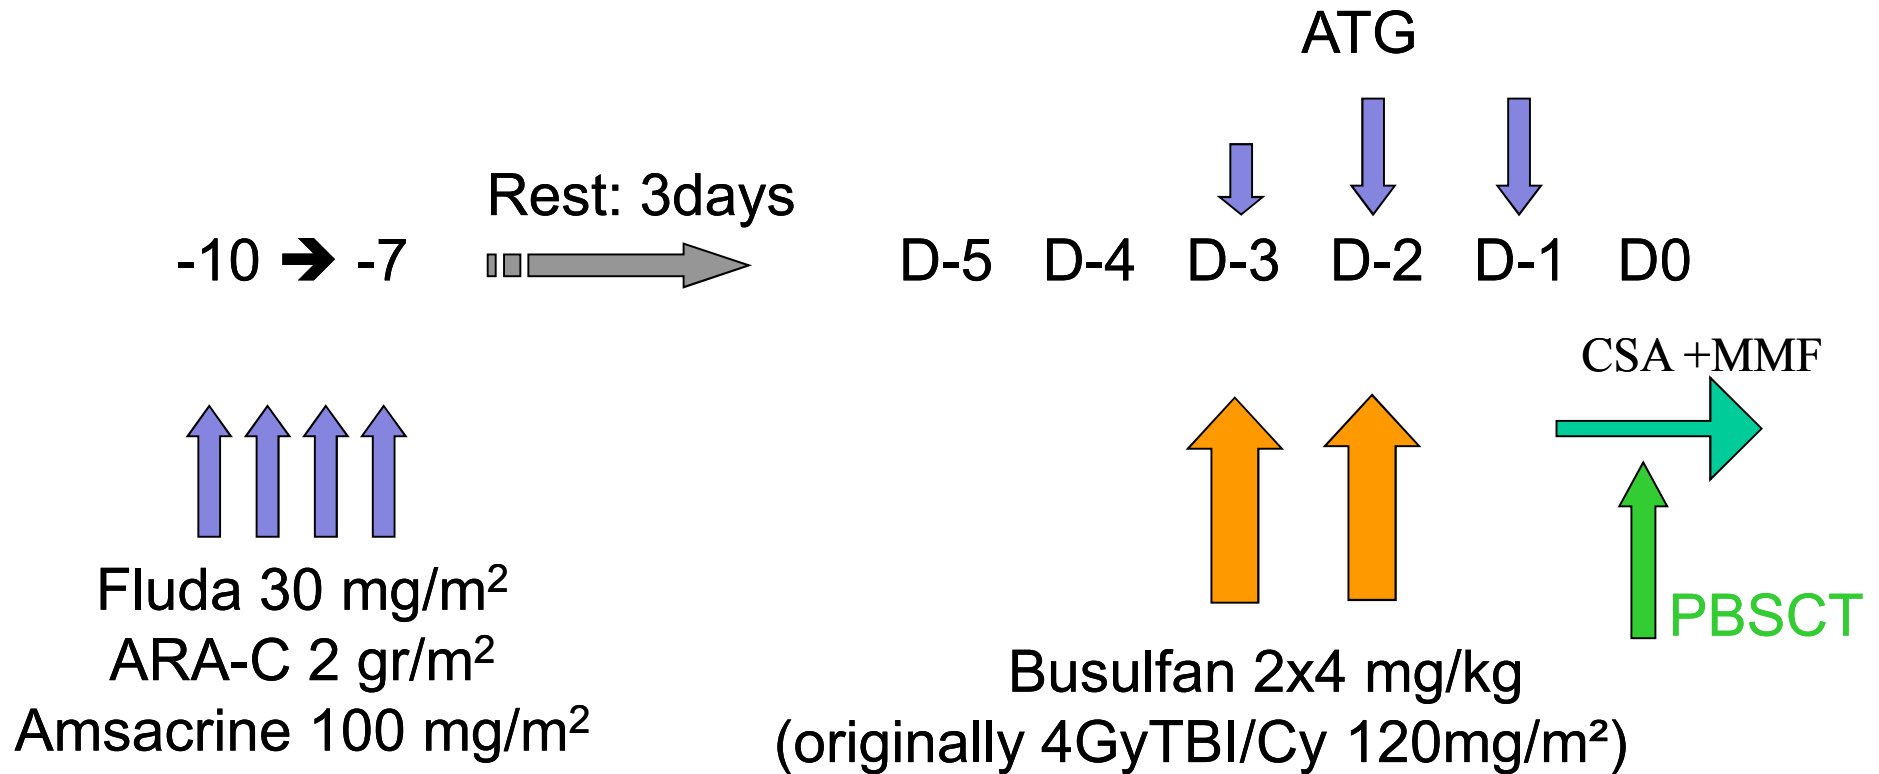 ATG
Rest: 3days
-10 ➔ -7
D-5 D-4 D-3 D-2 D-1 D0
CSA +MMF
Fluda 30 mg/m²
ARA-C 2 gr/m²
Amsacrine 100 mg/m²
PBSCT
Busulfan 2x4 mg/kg
(originally 4GyTBI/Cy 120mg/m²)